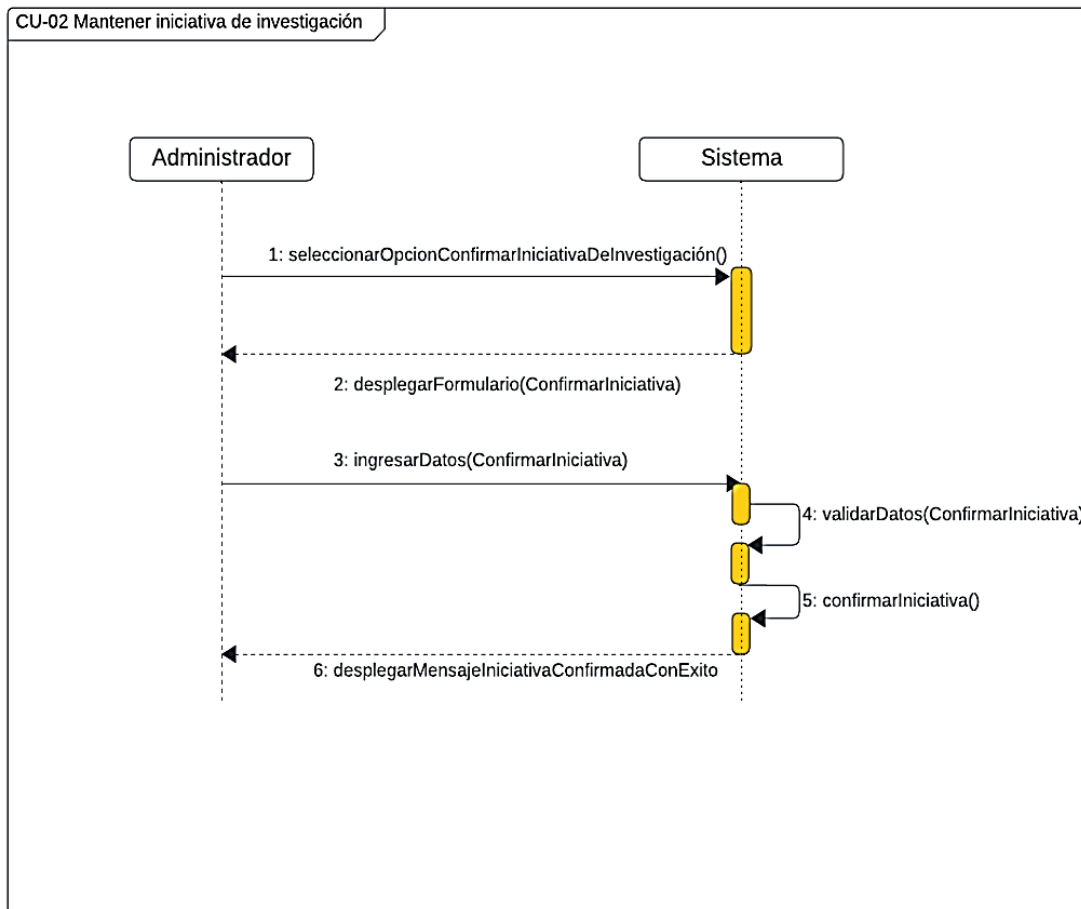 CU-02 Mantener iniciativa de investigación
Administrador
Sistema
1: seleccionarOpcionConfirmarIniciativaDeInvestigación()
2: desplegarFormulario(ConfirmarIniciativa)
3: ingresarDatos(ConfirmarIniciativa)
4: validarDatos(ConfirmarIniciativa)
5: confirmarIniciativa()
6: desplegarMensajeIniciativaConfirmadaConExito